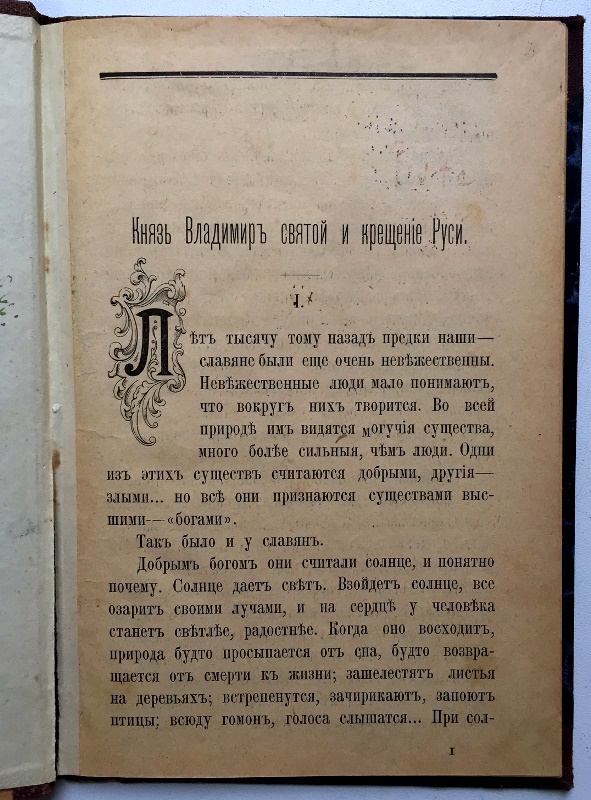 Князь Владимиръ святой и крещеніе Руси.
I.
Лѣтъ тысячу тому назадъ предки наши—
славяне были еще очень невѣжественны.
Невѣжественные люди мало понимаютъ,
что вокругъ нихъ творится. Во всей
природѣ имъ видятся могучія существа,
много болѣе сильныя, чѣмъ люди. Одни
изъ этихъ существъ считаются добрыми, другія—
злыми... но всѣ они признаются существами выс-
шими—«богами».
Такъ было и у славян.
Добрымъ богомъ они считали солнце, и понятно
почему. Солнце даетъ свѣтъ. Взойдетъ солнце, все
озаритъ своими лучами, и на сердцѣ у человѣка
станетъ свѣтлѣе, радостнѣе. Когда оно восходитъ,
природа будто просыпается отъ сна, будто возвра-
щается отъ смерти къ жизни; зашелестятъ листья
на деревьяхъ; встрепенутся, зачирикаютъ, запоютъ
птицы; всюду гомонъ, голоса слышатся... При сол-
1